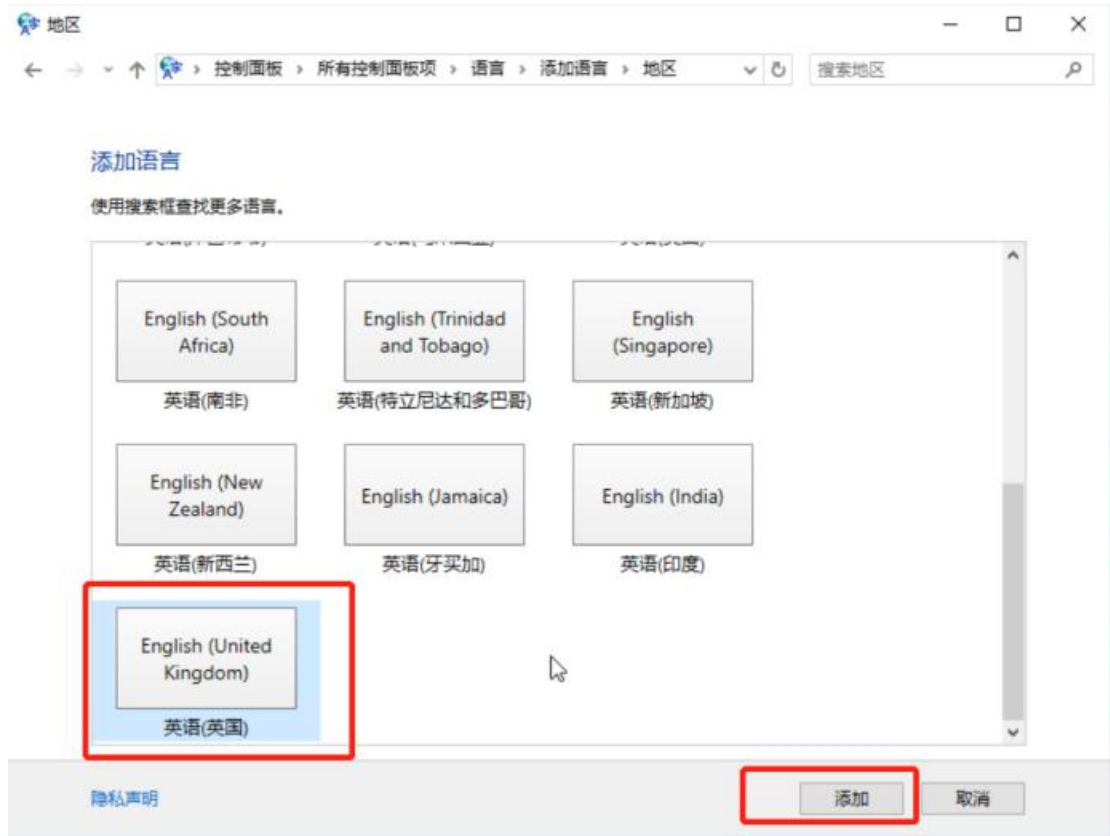 地区
控制面板 › 所有控制面板项 › 语言 › 添加语言 › 地区
搜索地区
添加语言
使用搜索框查找更多语言。
English (South
Africa)
英语(南非)
English (Trinidad
and Tobago)
英语(特立尼达和多巴哥)
English
(Singapore)
英语(新加坡)
English (New
Zealand)
英语(新西兰)
English (Jamaica)
英语(牙买加)
English (India)
英语(印度)
English (United
Kingdom)
英语(英国)
隐私声明
添加
取消